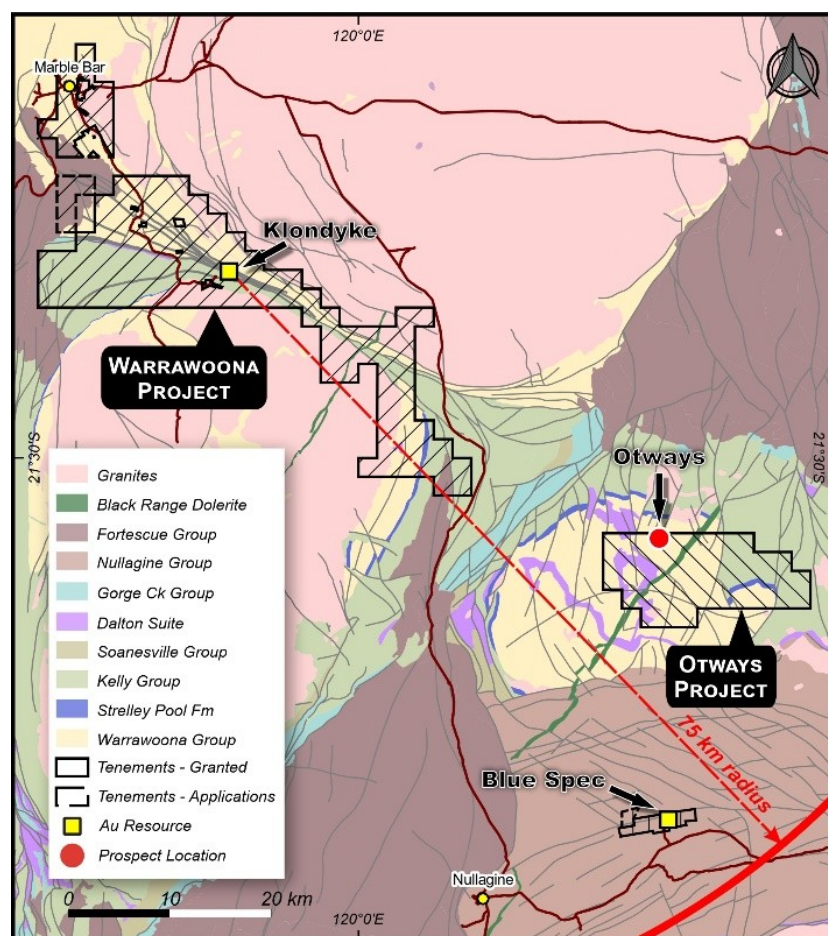 120°0'E
Marble Bar
Klondyke
WARRAWOONA
PROJECT
21°30'S
21°30'S
Otways
OTWAYS
PROJECT
75 km radius
Blue Spec
Nullagine
Granites
Black Range Dolerite
Fortescue Group
Nullagine Group
Gorge Ck Group
Dalton Suite
Soanesville Group
Kelly Group
Strelley Pool Fm
Warrawoona Group
Tenements - Granted
Tenements - Applications
Au Resource
Prospect Location
0 10 20 km
120°0'E